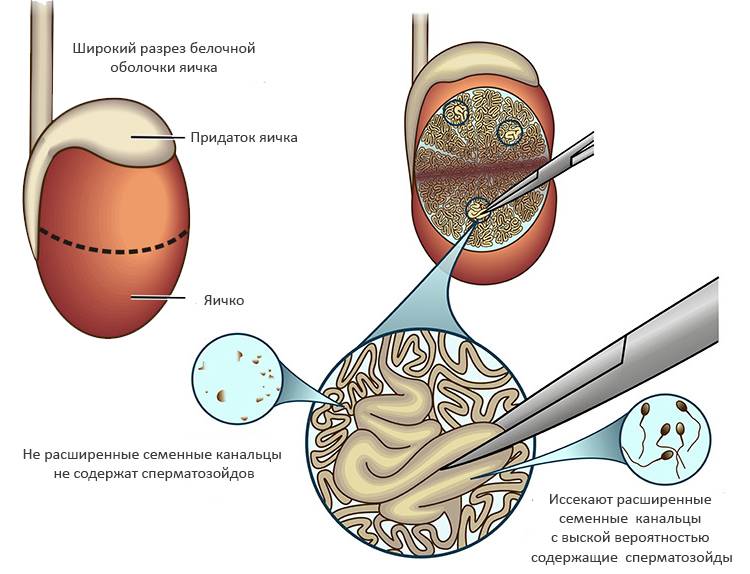 Широкий разрез белочной
оболочки яичка
Придаток яичка
Яичко
Не расширенные семенные канальцы
не содержат сперматозойдов
Иссекают расширенные
семенные канальцы
с выской вероятностью
содержащие сперматозойды